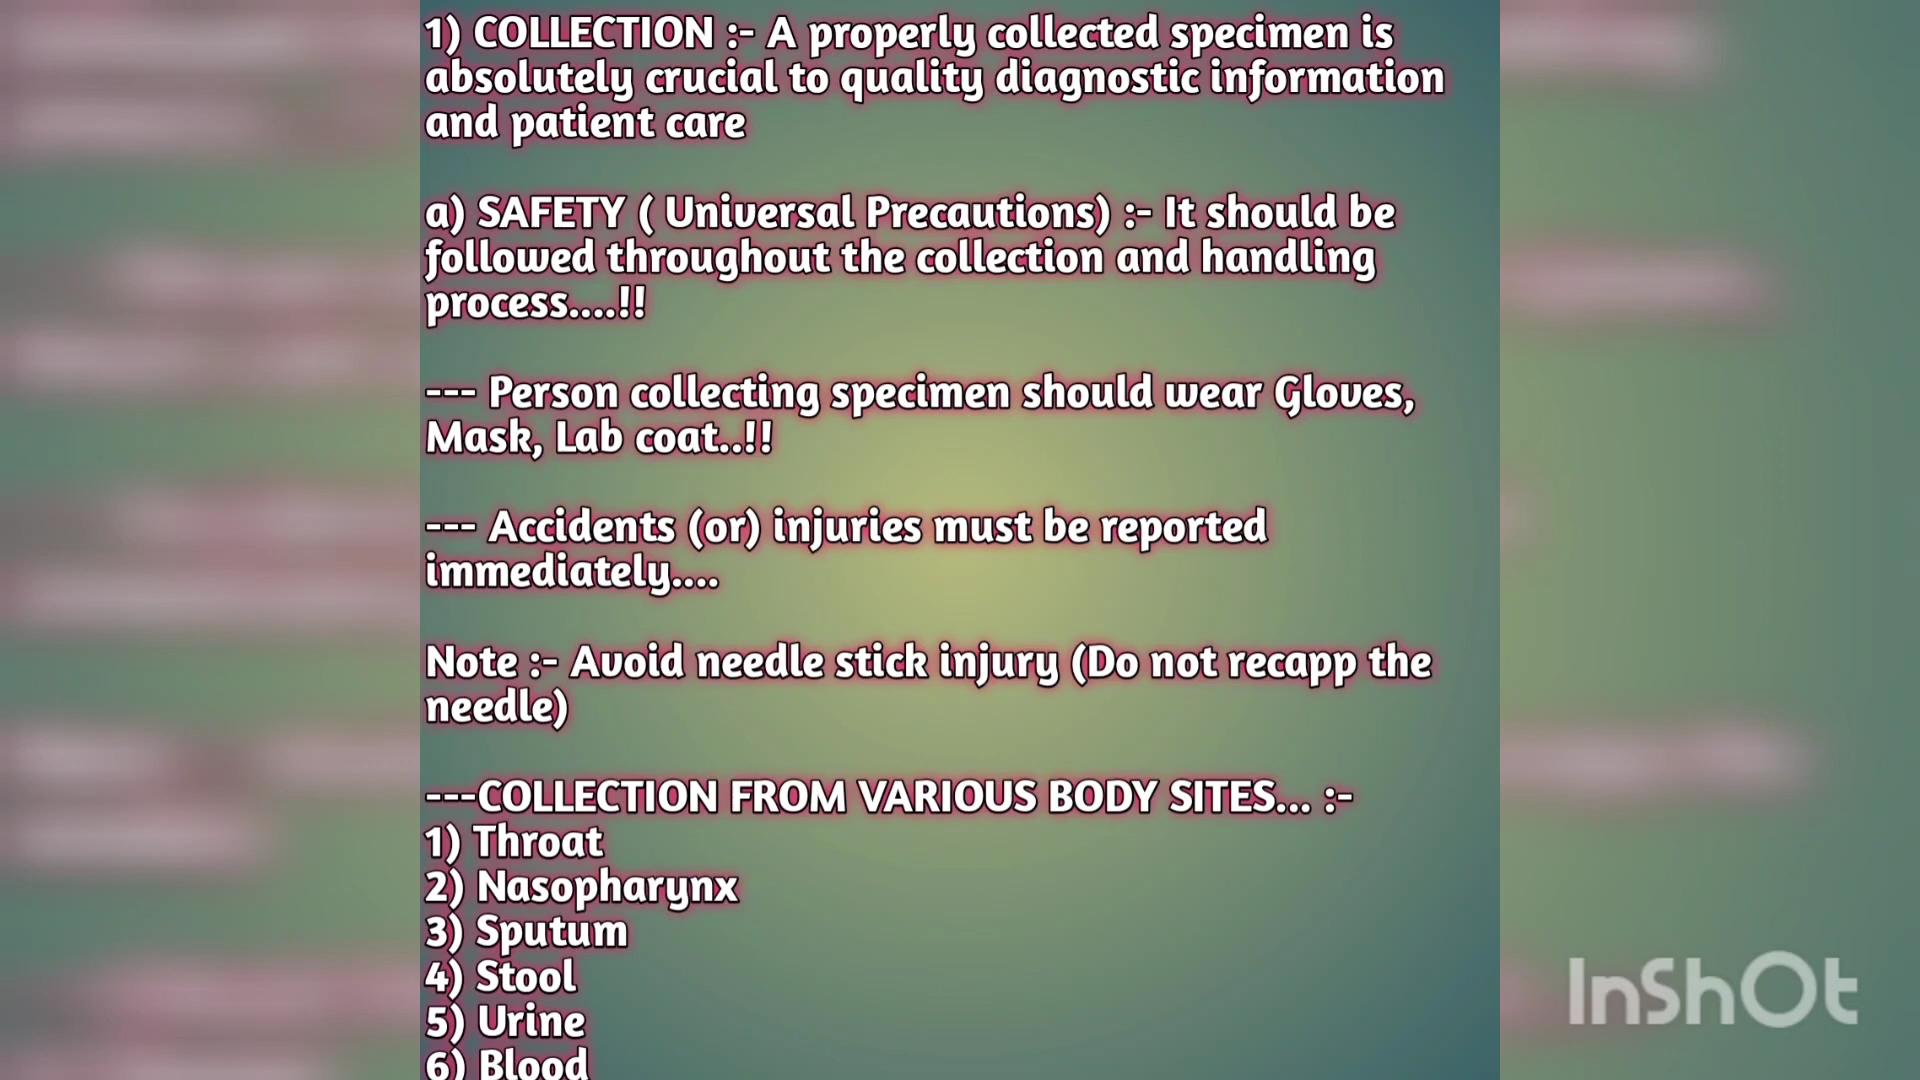 1) COLLECTION :- A properly collected specimen is
absolutely crucial to quality diagnostic information
and patient care
a) SAFETY ( Universal Precautions) :- It should be
followed throughout the collection and handling
process....!!
--- Person collecting specimen should wear Gloves,
Mask, Lab coat..!!
--- Accidents (or) injuries must be reported
immediately....
Note :- Avoid needle stick injury (Do not recapp the
needle)
---COLLECTION FROM VARIOUS BODY SITES... :-
1) Throat
2) Nasopharynx
3) Sputum
4) Stool
5) Urine
6) Blood
InShOt